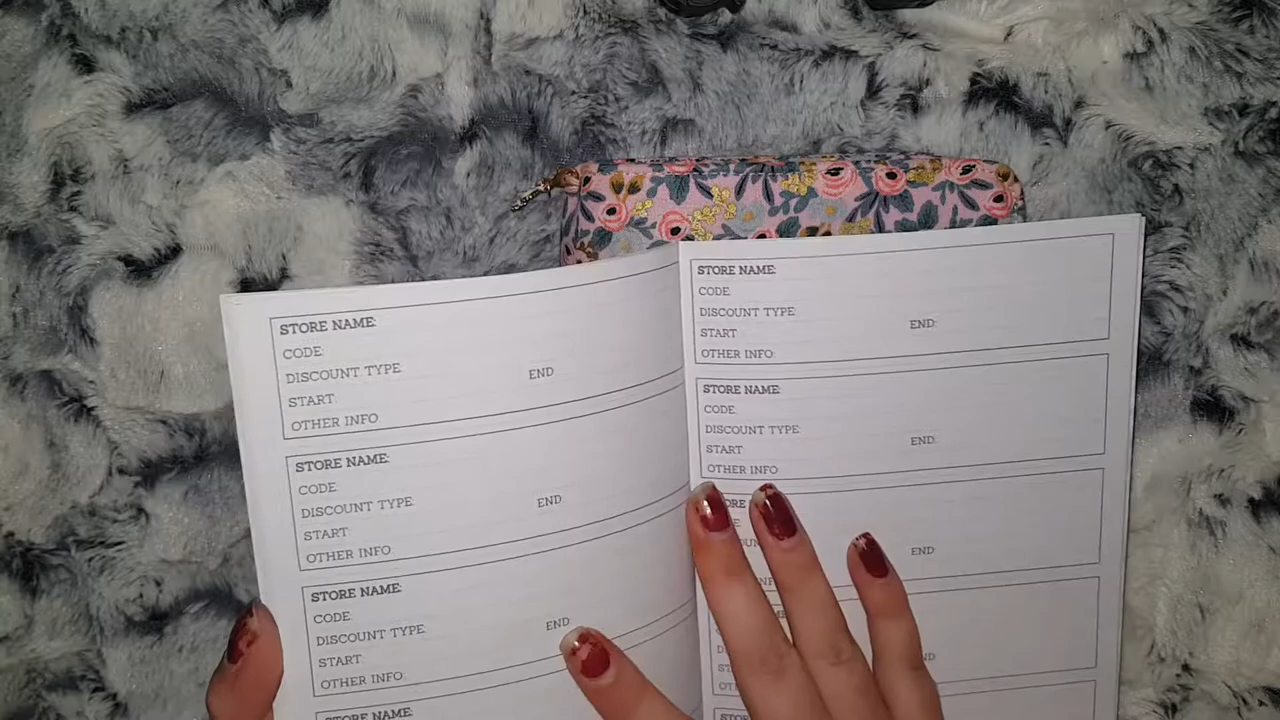 STORE NAME:
CODE:
DISCOUNT TYPE:
START: END:
OTHER INFO:
STORE NAME:
CODE:
DISCOUNT TYPE:
START: END:
OTHER INFO:
STORE NAME:
CODE:
DISCOUNT TYPE:
START: END:
OTHER INFO:
STORE NAME:
STORE NAME:
CODE:
DISCOUNT TYPE:
START: END:
OTHER INFO:
STORE NAME:
CODE:
DISCOUNT TYPE:
START: END:
OTHER INFO:
END: